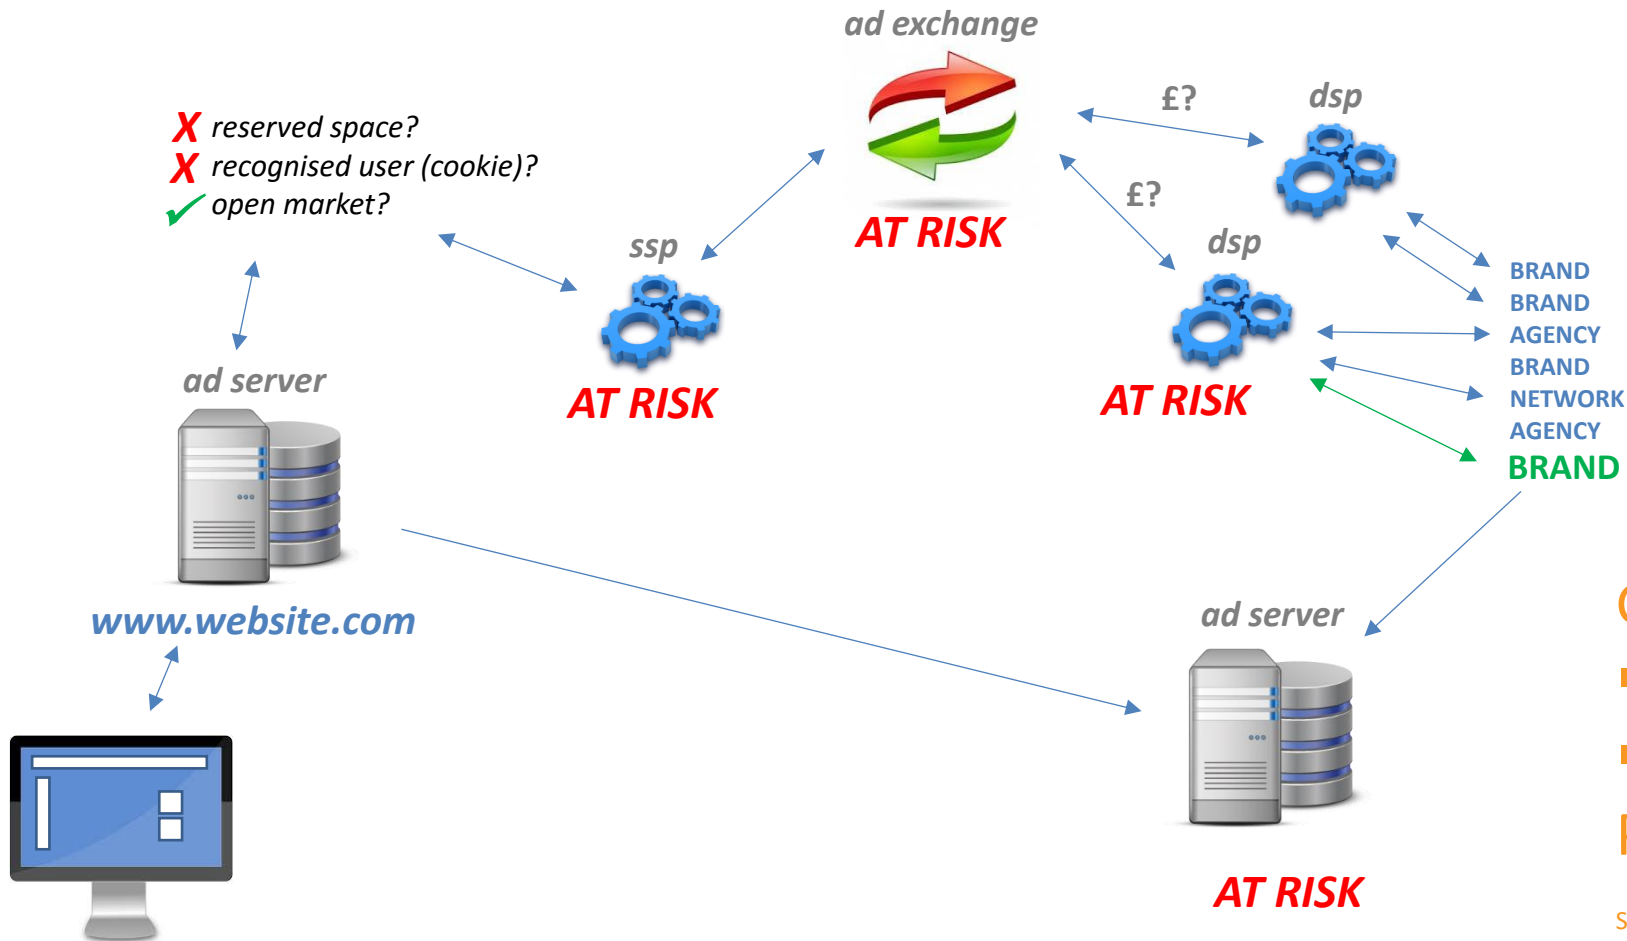 ad exchange
£?
dsp
X reserved space?
X recognised user (cookie)?
✓ open market?
£?
AT RISK
ssp
dsp
BRAND
BRAND
AGENCY
BRAND
NETWORK
AGENCY
BRAND
ad server
AT RISK
AT RISK
www.website.com
ad server
AT RISK